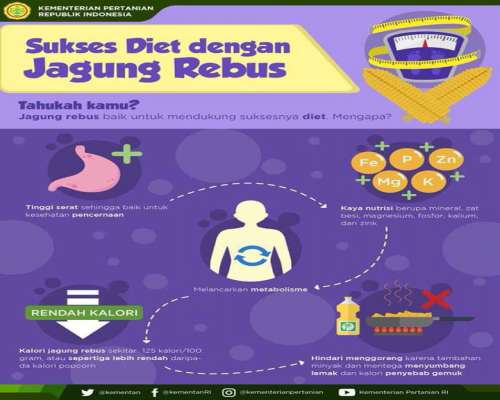 KEMENTERIAN PERTANIAN
REPUBLIK INDONESIA
Sukses Diet dengan
Jagung Rebus
Tahukah kamu?
Jagung rebus baik untuk mendukung suksesnya diet. Mengapa?
Tinggi serat sehingga baik untuk
kesehatan pencernaan
Fe P Zn
Mg K
Kaya nutrisi berupa mineral, zat
besi, magnesium, fosfor, kalium,
dan zink
Melancarkan metabolisme
RENDAH KALORI
Kalori jagung rebus sekitar 125 kalori/100
gram, atau sepertiga lebih rendah daripa-
da kalori popcorn
Hindari menggoreng karena tambahan
minyak dan mentega menyumbang
lemak dan kalori penyebab gemuk
@kementan @kementanRI @kementerianpertanian Kementerian Pertanian RI